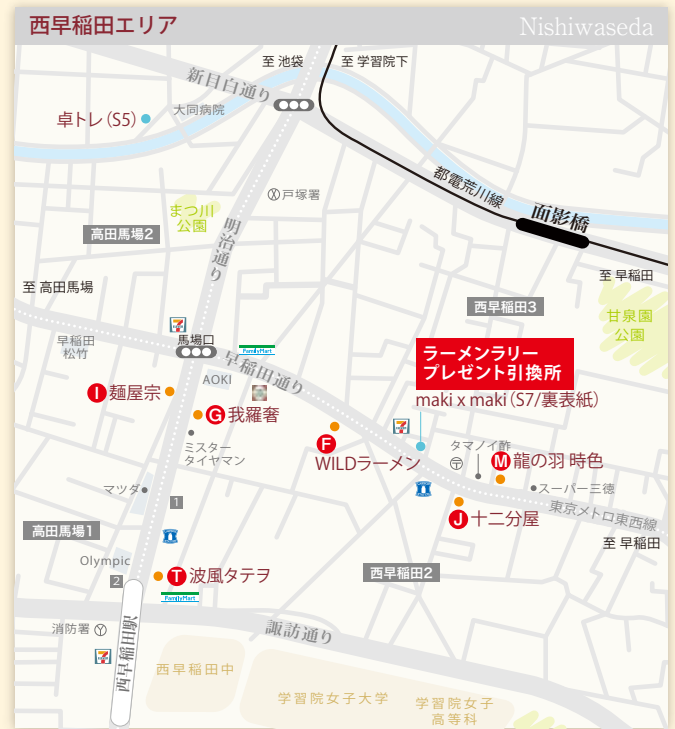 西早稲田エリア
Nishiwaseda
至 池袋
至 学習院下
新目白通り
大同病院
卓トレ（S5）
戸塚署
都電荒川線
面影橋
まつ川
公園
高田馬場2
明治通り
至 早稲田
至 高田馬場
西早稲田3
甘泉園
公園
早稲田
松竹
馬場口
FamilyMart
早稲田通り
ラーメンラリー
プレゼント引換所
maki x maki（S7/裏表紙）
AOKI
I 麺屋宗
G 我羅奢
ミスター
タイヤマン
F
WILDラーメン
タマノイ酢
M 龍の羽 時色
スーパー三徳
マツダ
1
J 十二分屋
東京メトロ東西線
至 早稲田
高田馬場1
Olympic
2
T 波風タテヲ
FamilyMart
西早稲田2
消防署
西早稲田駅
諏訪通り
西早稲田中
学習院女子大学
学習院女子
高等科